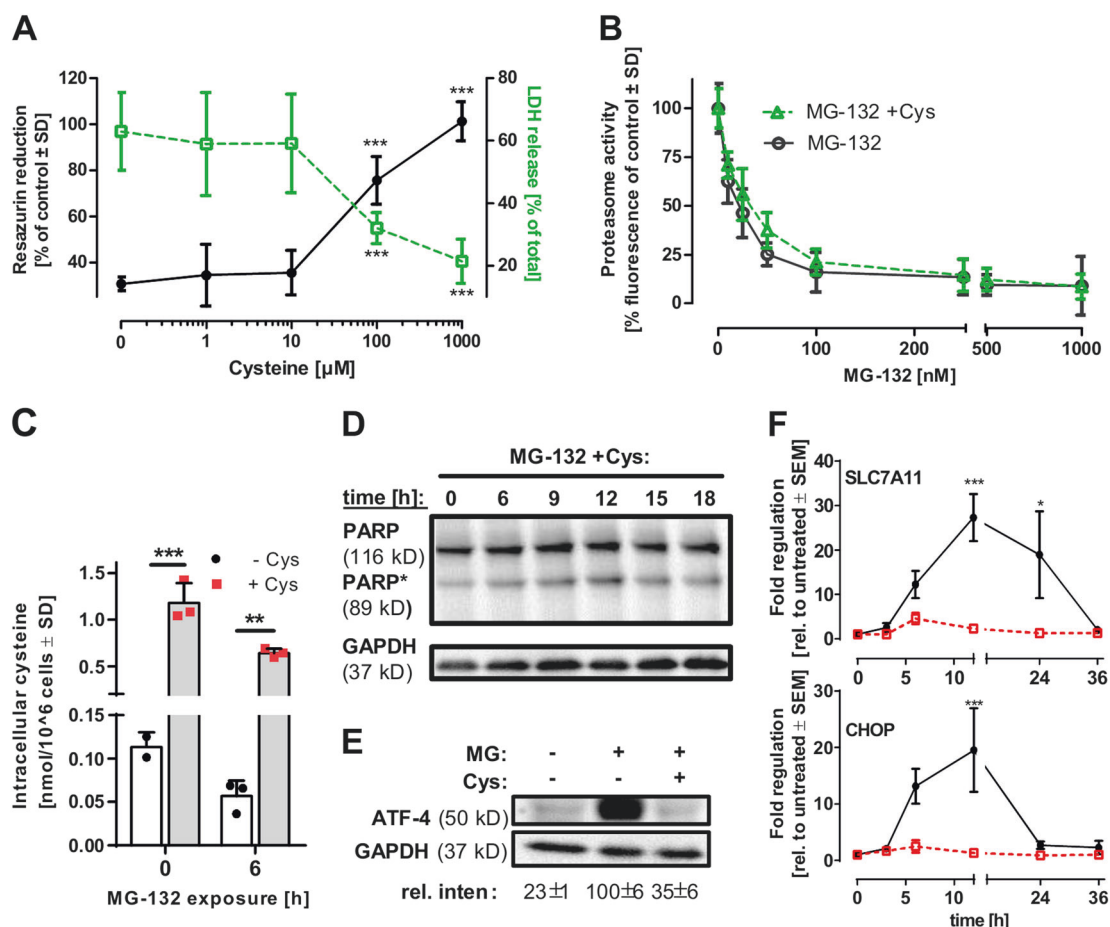 A
Resazurin reduction
[% of control ± SD]
120
100
80
60
40
***
***
***
***
80
60
40
20
LDH release [% of total]
0 1 10 100 1000
Cysteine [µM]
B
Proteasome activity
[% fluorescence of control ± SD]
100
75
50
25
0
MG-132 +Cys
MG-132
0 100 200 500 1000
MG-132 [nM]
C
Intracellular cysteine
[nmol/10^6 cells ± SD]
1.5
1.0
0.5
0.15
0.10
0.05
0.00
***
**
- Cys
+ Cys
0 6
MG-132 exposure [h]
D
MG-132 +Cys:
time [h]: 0 6 9 12 15 18
PARP
(116 kD)
PARP*
(89 kD)
GAPDH
(37 kD)
E
MG: - + +
Cys: - - +
ATF-4 (50 kD)
GAPDH (37 kD)
rel. inten: 23±1 100±6 35±6
F
Fold regulation
[rel. to untreated ± SEM]
40
30
20
10
0
SLC7A11
***
*
0 5 10 24 36
Fold regulation
[rel. to untreated ± SEM]
20
10
0
CHOP
***
0 5 10 24 36
time [h]